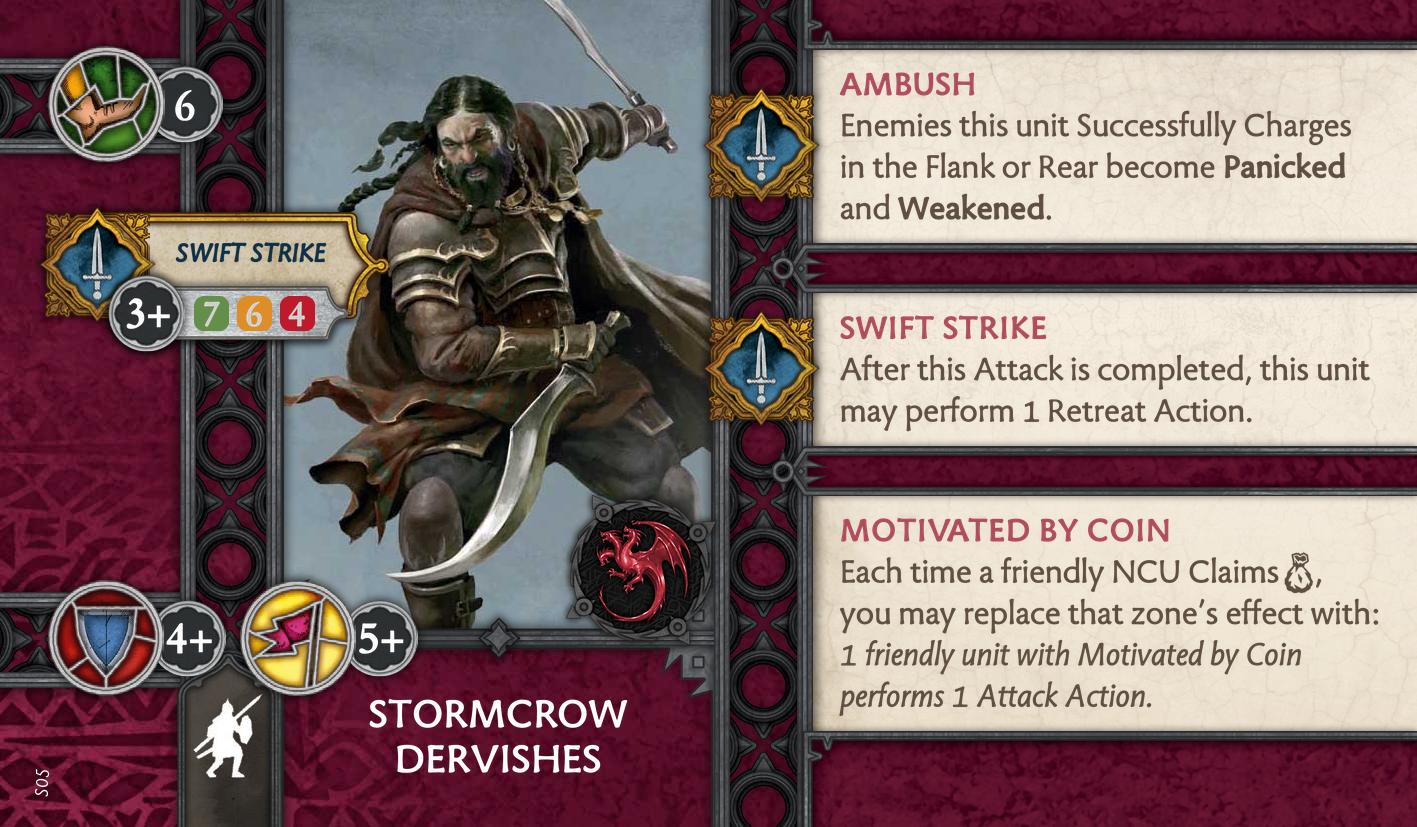 6
SWIFT STRIKE
3+ 7 6 4
4+ 5+
STORMCROW
DERVISHES
S05
AMBUSH
Enemies this unit Successfully Charges
in the Flank or Rear become Panicked
and Weakened.
SWIFT STRIKE
After this Attack is completed, this unit
may perform 1 Retreat Action.
MOTIVATED BY COIN
Each time a friendly NCU Claims ,
you may replace that zone's effect with:
1 friendly unit with Motivated by Coin
performs 1 Attack Action.